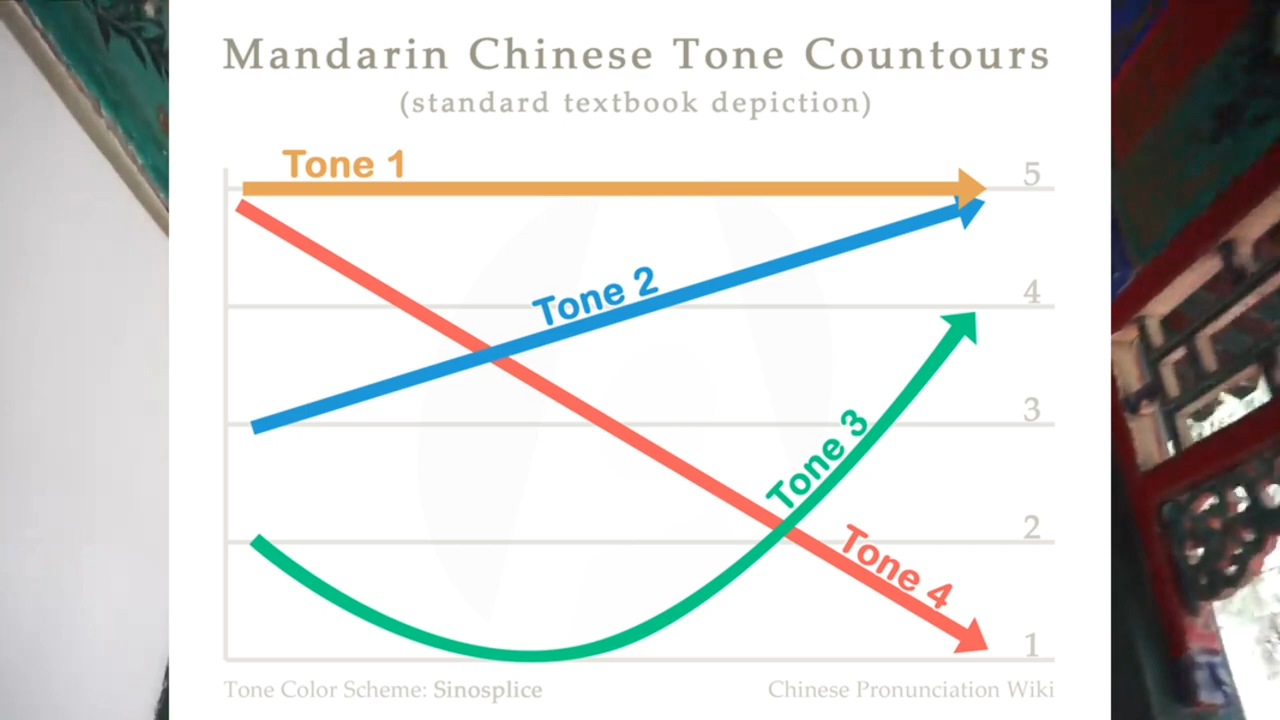 Mandarin Chinese Tone Countours
(standard textbook depiction)
Tone 1
5
Tone 2
4
3
Tone 3
2
Tone 4
1
Tone Color Scheme: Sinosplice
Chinese Pronunciation Wiki